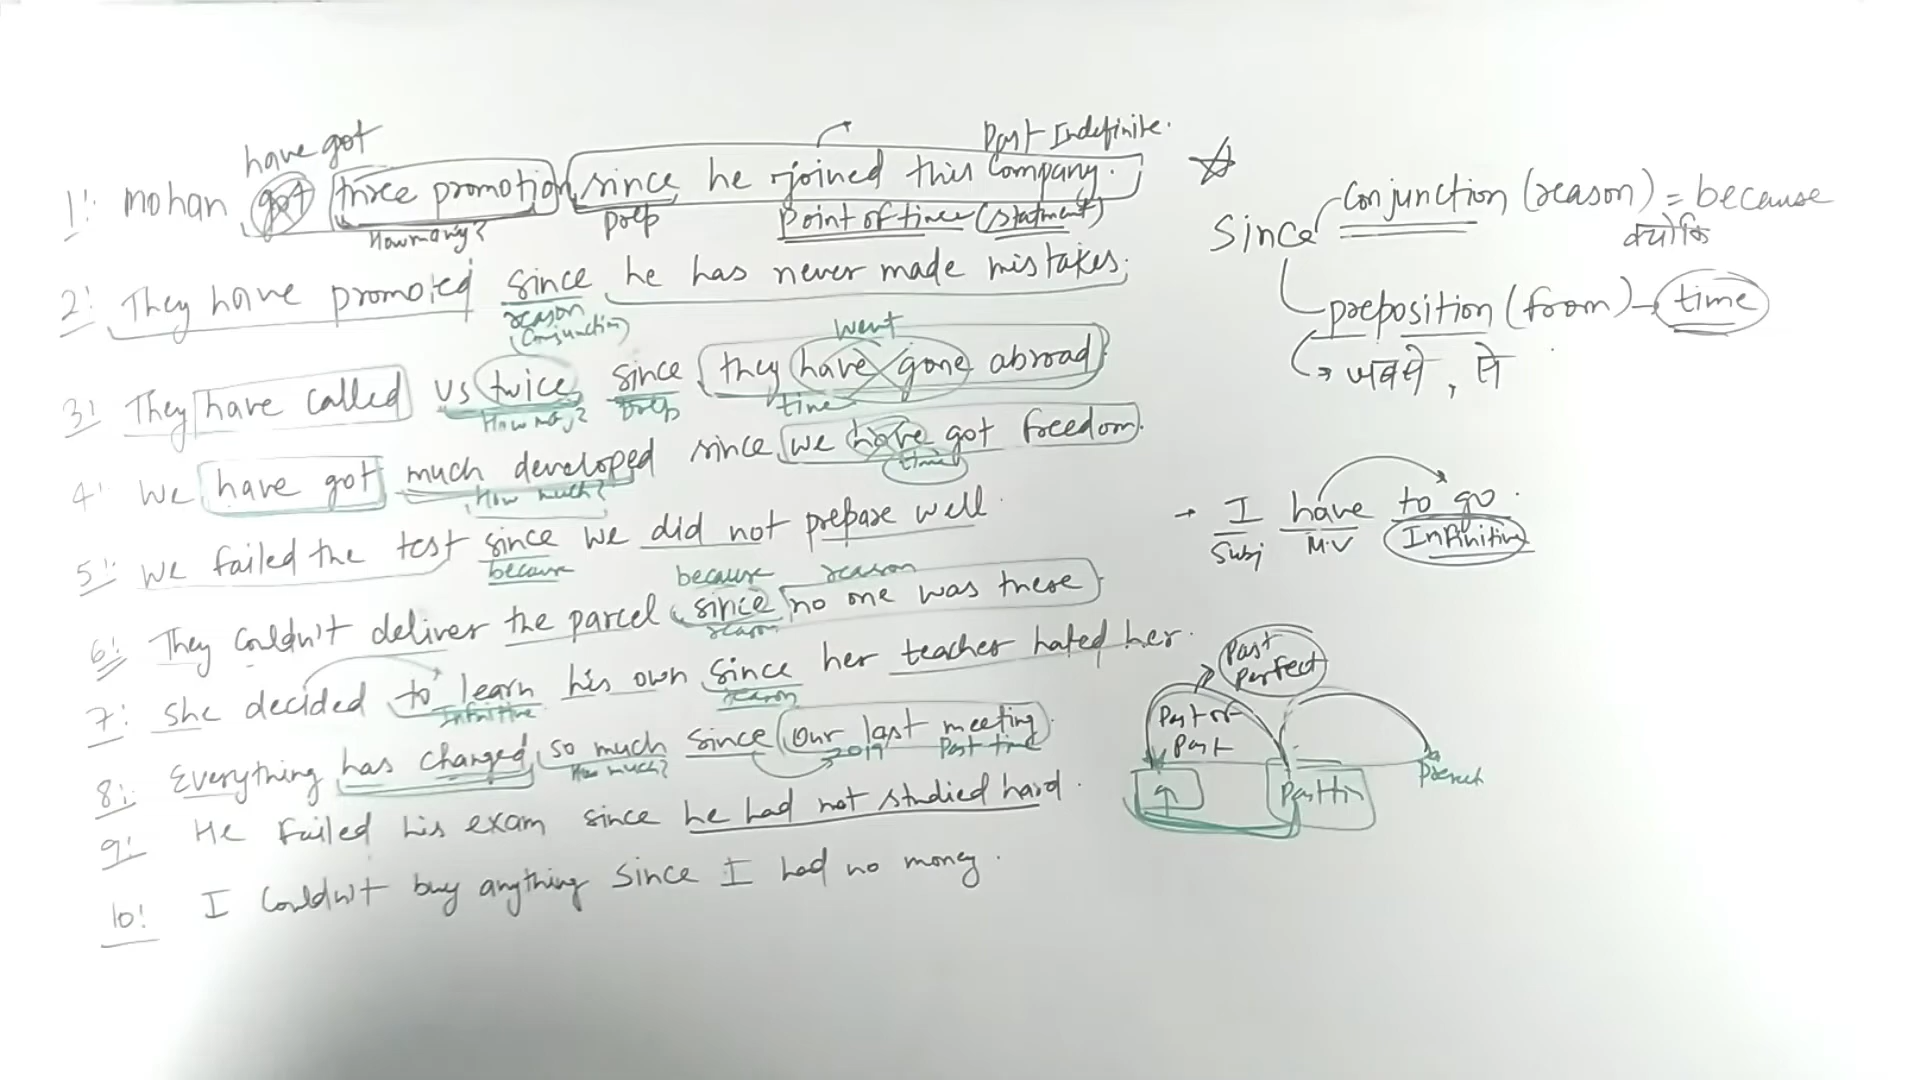 have got
Past Indefinite.
1: mohan got three promotion since he joined this Company.
How many? prep Point of time (statment)
2: They have promoted since he has never made mistakes.
reason
(Conjunction)
went
3: They have called us twice since they have gone abroad
How many? prep time
4: we have got much developed since we have got freedom.
How much? time
5: we failed the test since we did not prepare well.
because
because reason
6: They couldn't deliver the parcel since no one was there
reason
7: she decided to learn his own since her teacher hated her.
Infinitive reason
8: Everything has changed so much since our last meeting
How much? 2019 Past time
9: He Failed his exam since he had not studied hard.
10: I Couldn't buy anything Since I had no money.
Since
Conjunction (reason) = because
क्योकि
preposition (from) → time
→ जबसे, से
→ I have to go.
Subj M.V Infinitive
Past Perfect
Past of Past
Present